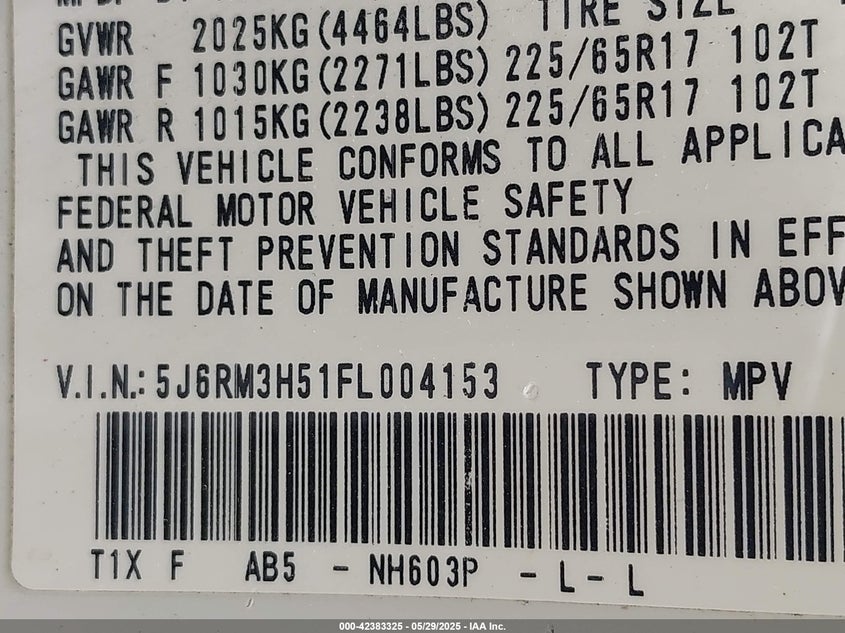 GVWR 2025KG(4464LBS) TIRE SIZE
GAWR F 1030KG(2271LBS) 225/65R17 102T
GAWR R 1015KG(2238LBS) 225/65R17 102T
THIS VEHICLE CONFORMS TO ALL APPLICA
FEDERAL MOTOR VEHICLE SAFETY
AND THEFT PREVENTION STANDARDS IN EFF
ON THE DATE OF MANUFACTURE SHOWN ABOV
V.I.N.: 5J6RM3H51FL004153 TYPE: MPV
T1X F AB5 - NH603P - L - L
000-42383325 - 05/29/2025 - IAA Inc.